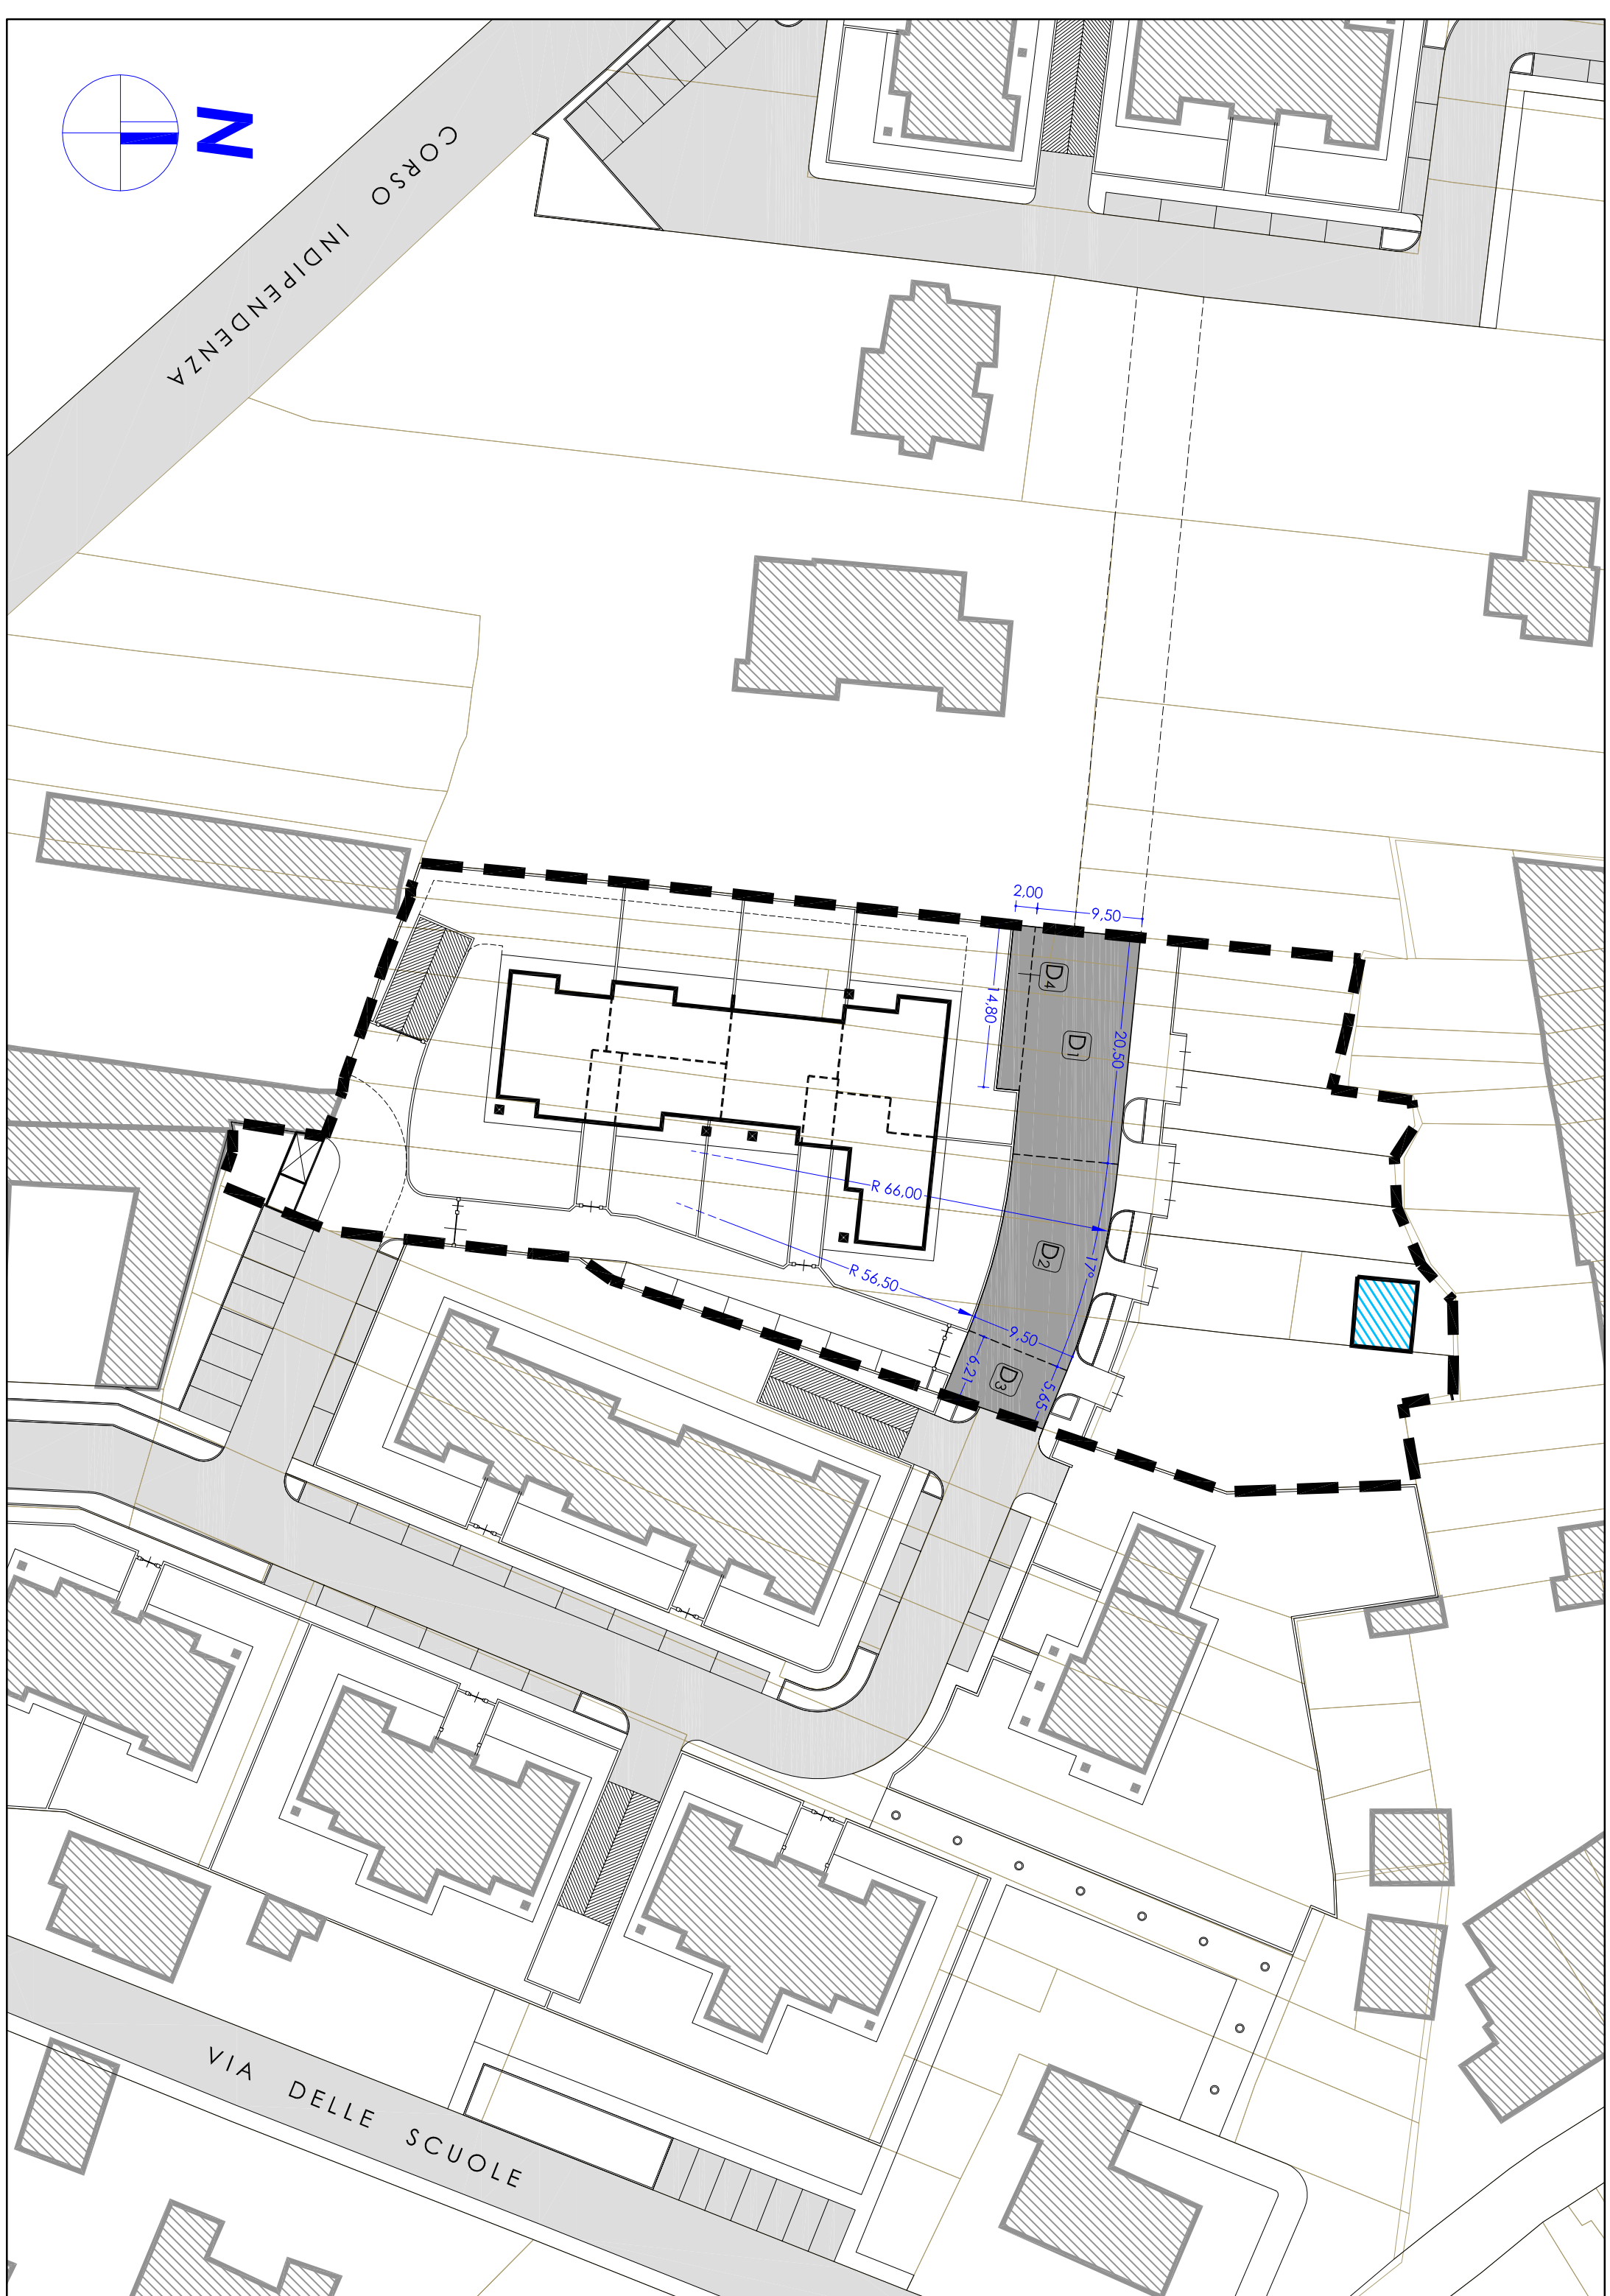 N
CORSO INDIPENDENZA
2,00
9,50
D4
14,80
D1
20,50
R 66,00
D2
17°
R 56,50
9,50
6,21
D3
5,65
VIA DELLE SCUOLE